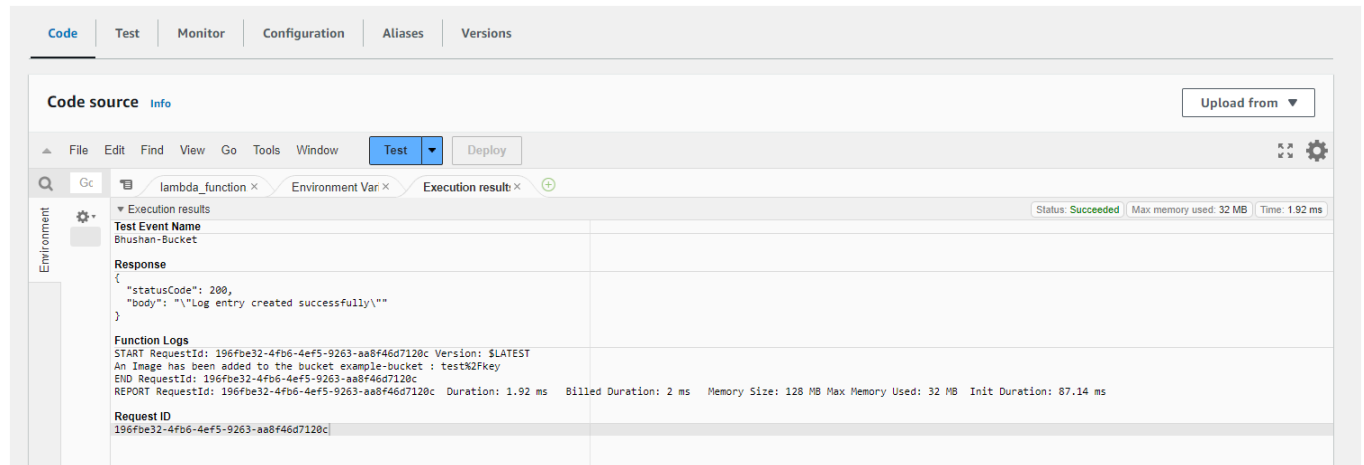 Code Test Monitor Configuration Aliases Versions
Code source Info
Upload from
File Edit Find View Go Tools Window Test Deploy
Go
lambda_function × Environment Vari × Execution results ×
Environment
Execution results
Status: Succeeded Max memory used: 32 MB Time: 1.92 ms
Test Event Name
Bhushan-Bucket
Response
{
"statusCode": 200,
"body": "\"Log entry created successfully\""
}
Function Logs
START RequestId: 196fbe32-4fb6-4ef5-9263-aa8f46d7120c Version: $LATEST
An Image has been added to the bucket example-bucket : test%2Fkey
END RequestId: 196fbe32-4fb6-4ef5-9263-aa8f46d7120c
REPORT RequestId: 196fbe32-4fb6-4ef5-9263-aa8f46d7120c Duration: 1.92 ms Billed Duration: 2 ms Memory Size: 128 MB Max Memory Used: 32 MB Init Duration: 87.14 ms
Request ID
196fbe32-4fb6-4ef5-9263-aa8f46d7120c